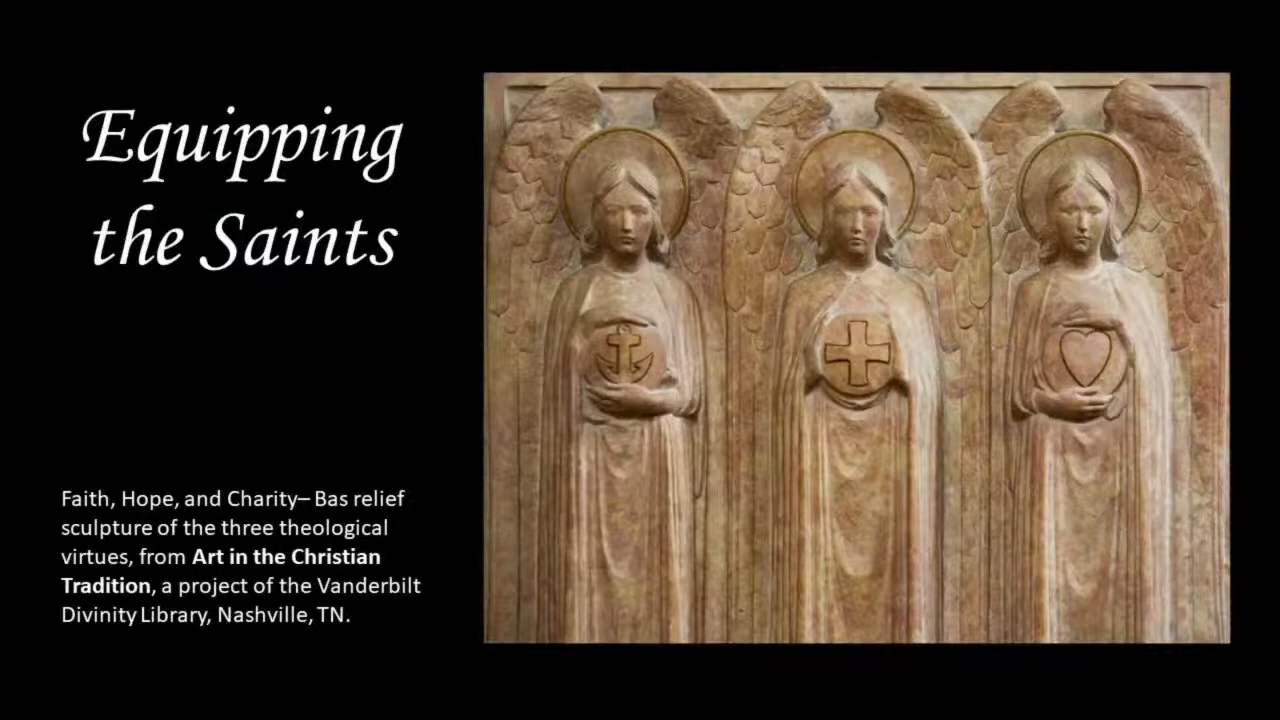 Equipping
the Saints
Faith, Hope, and Charity– Bas relief
sculpture of the three theological
virtues, from Art in the Christian
Tradition, a project of the Vanderbilt
Divinity Library, Nashville, TN.